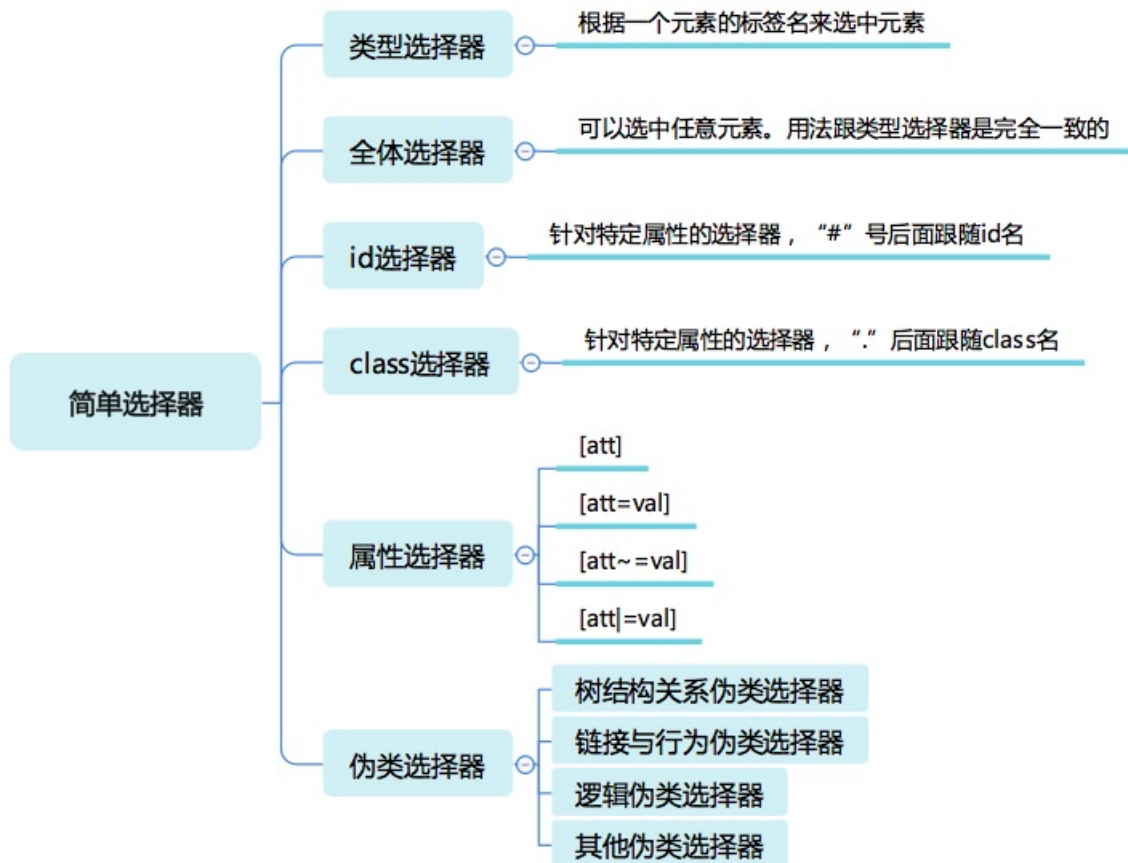 简单选择器
类型选择器
根据一个元素的标签名来选中元素
全体选择器
可以选中任意元素。用法跟类型选择器是完全一致的
id选择器
针对特定属性的选择器，“#”号后面跟随id名
class选择器
针对特定属性的选择器，“.”后面跟随class名
属性选择器
[att]
[att=val]
[att~=val]
[att|=val]
伪类选择器
树结构关系伪类选择器
链接与行为伪类选择器
逻辑伪类选择器
其他伪类选择器